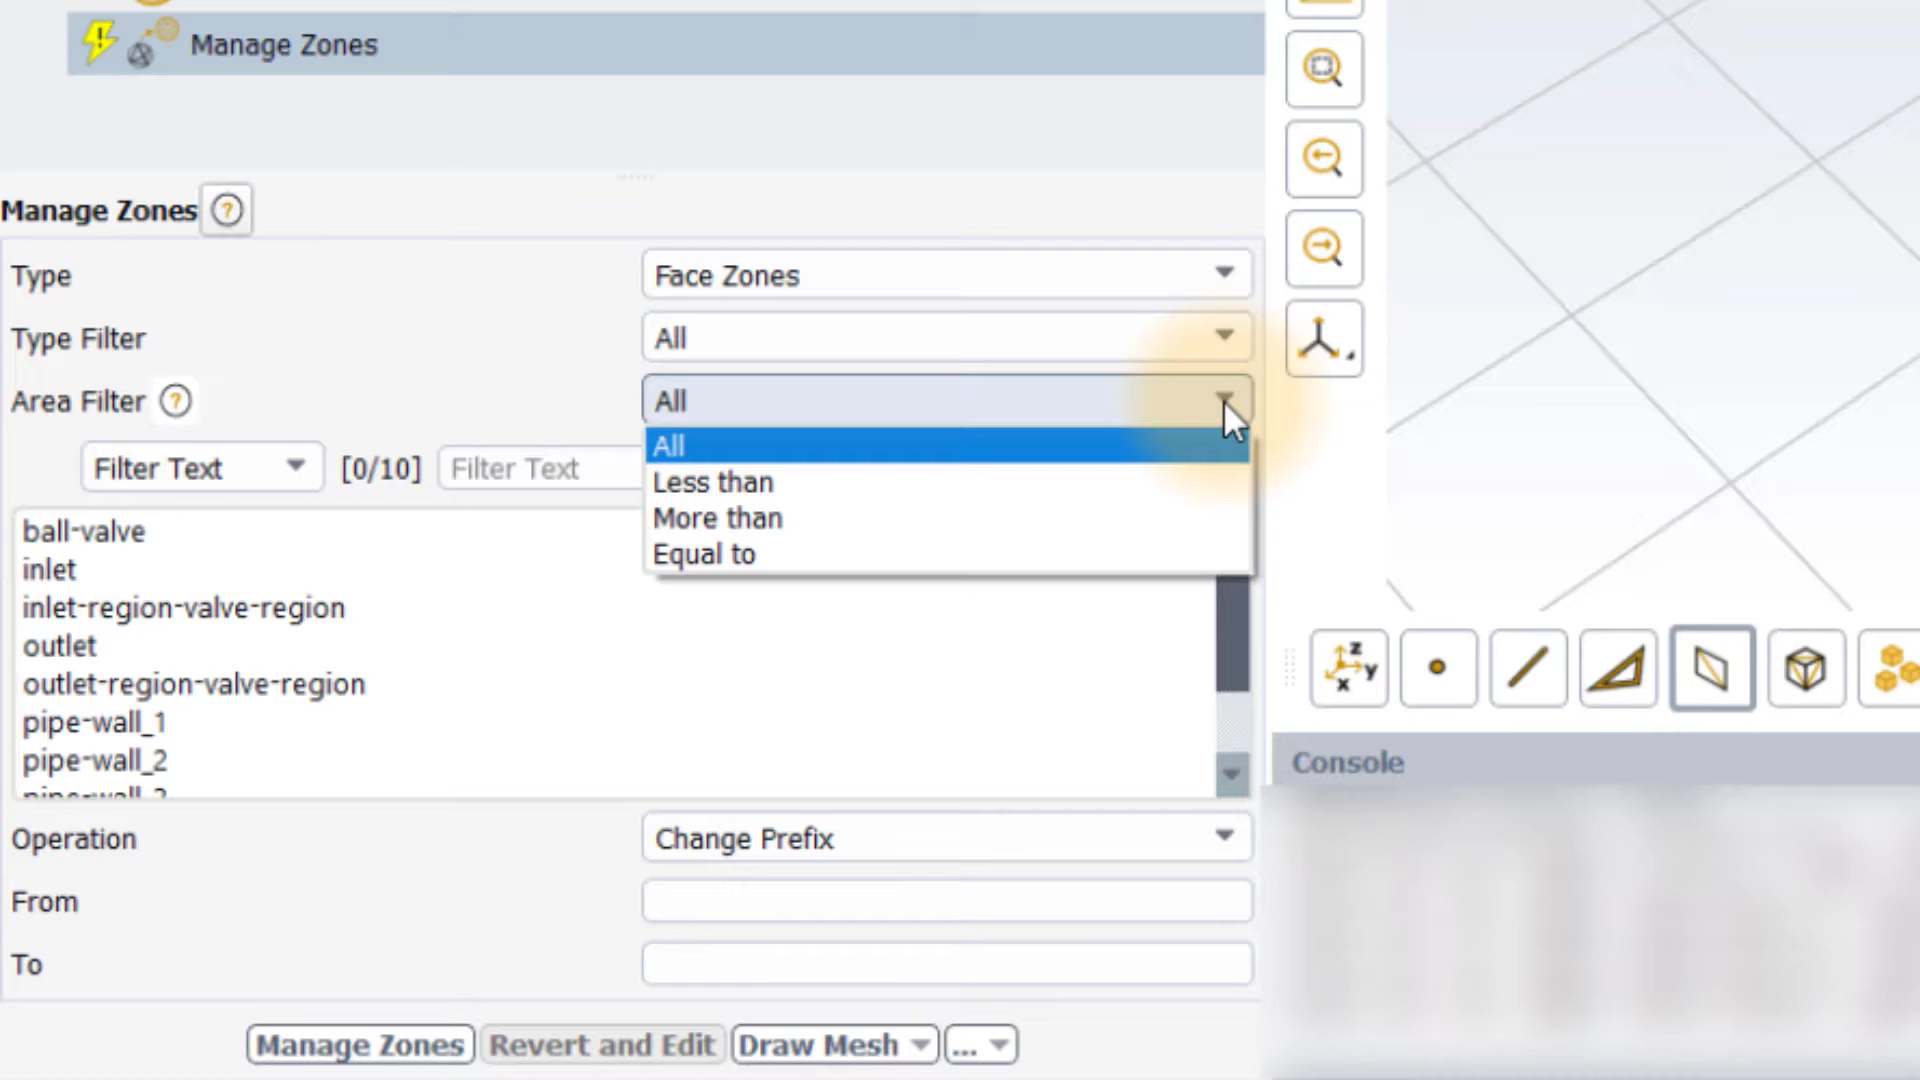 Manage Zones
Manage Zones
Type
Face Zones
Type Filter
All
Area Filter
All
All
Less than
More than
Equal to
Filter Text
[0/10]
Filter Text
ball-valve
inlet
inlet-region-valve-region
outlet
outlet-region-valve-region
pipe-wall_1
pipe-wall_2
Operation
Change Prefix
From
To
Manage Zones
Revert and Edit
Draw Mesh
...
z
y
x
Console